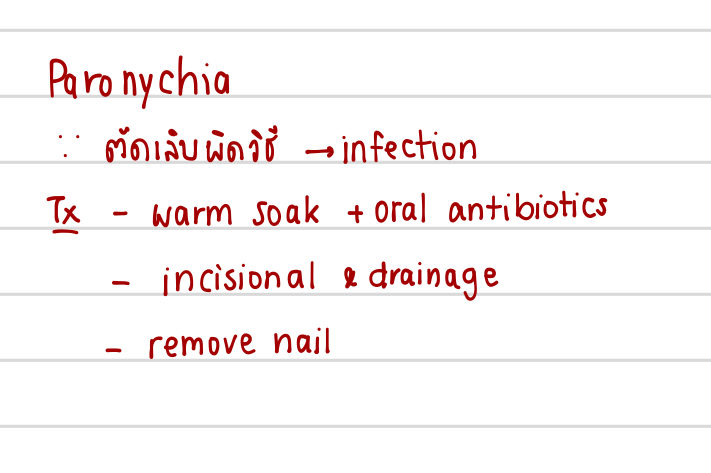 Paronychia
∵ ตัดเล็บผิดวิธี → infection
Tx - warm soak + oral antibiotics
- incisional & drainage
- remove nail